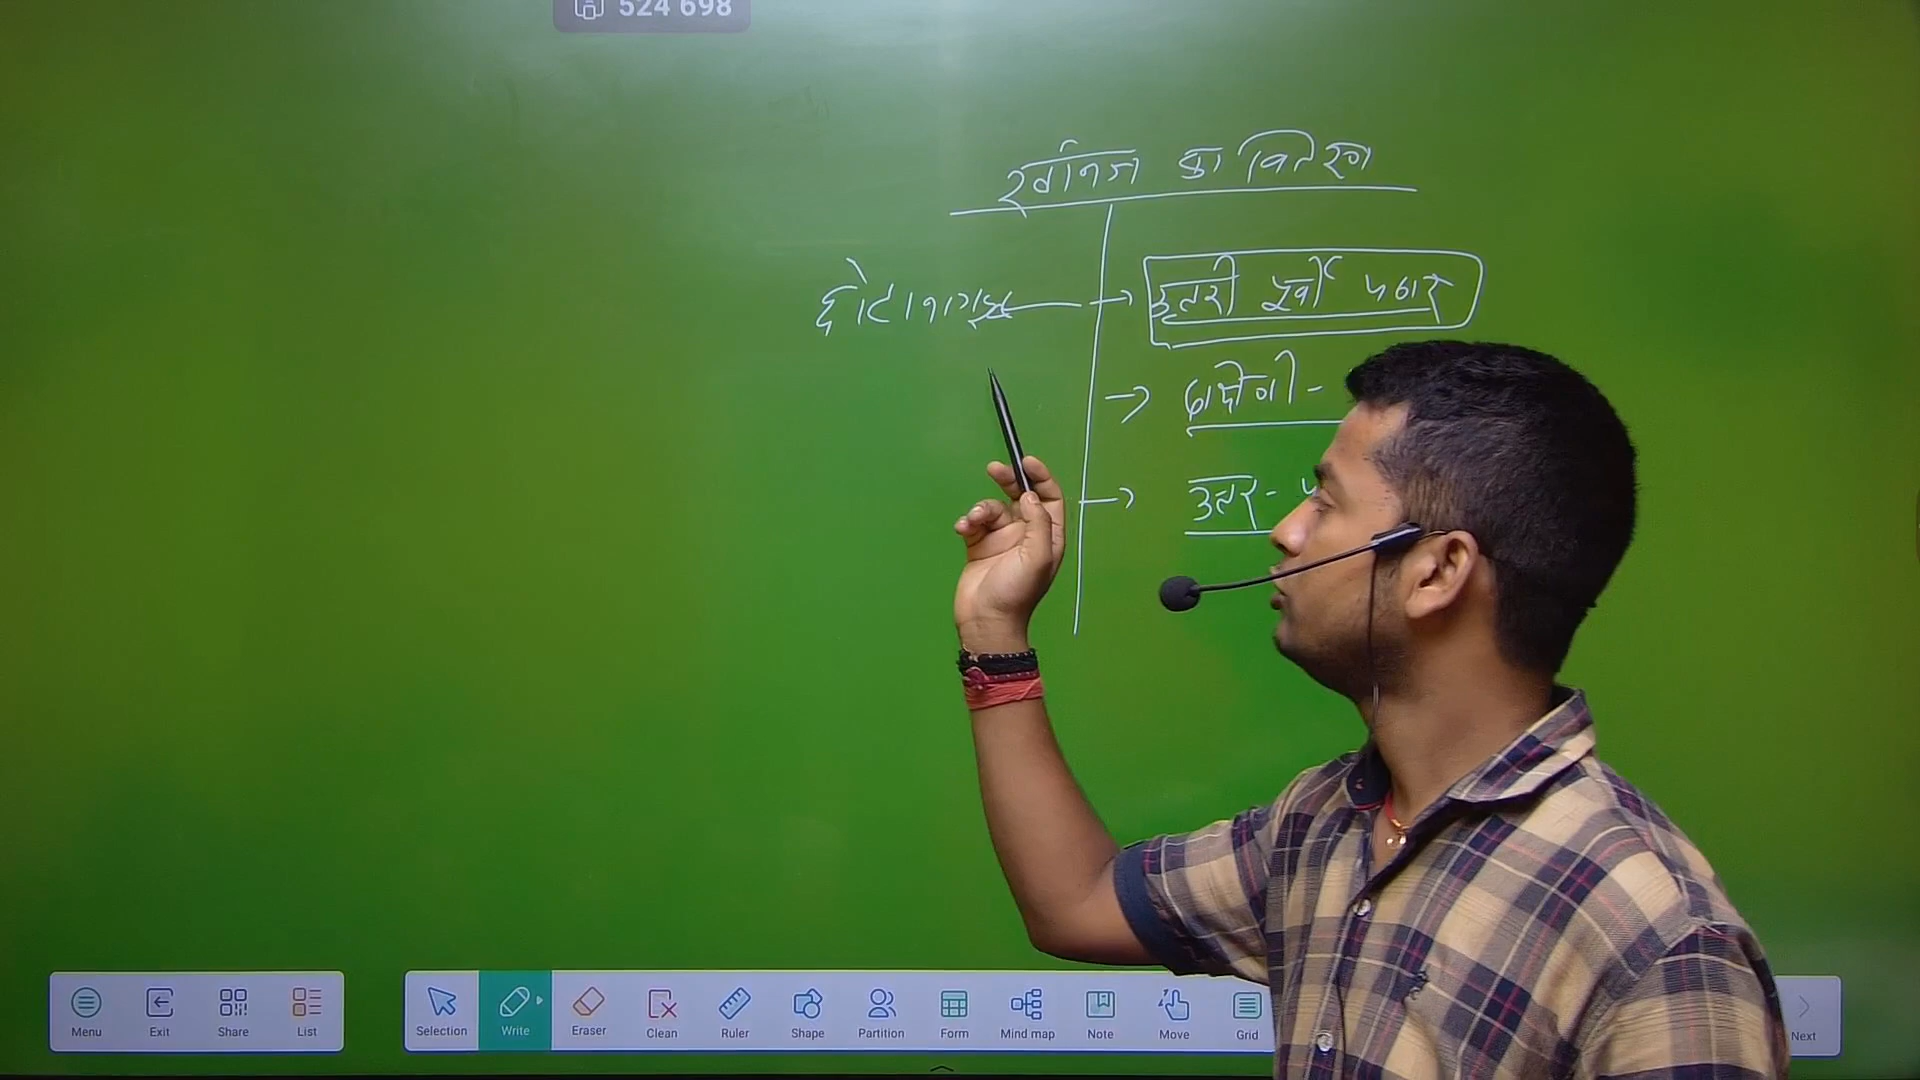 524 698
खनिज का वितरण
छोटानागपुर
उत्तरी पूर्वी पठार
दक्षिणी -
उत्तर -
Menu Exit Share List Selection Write Eraser Clean Ruler Shape Partition Form Mind map Note Move Grid Next